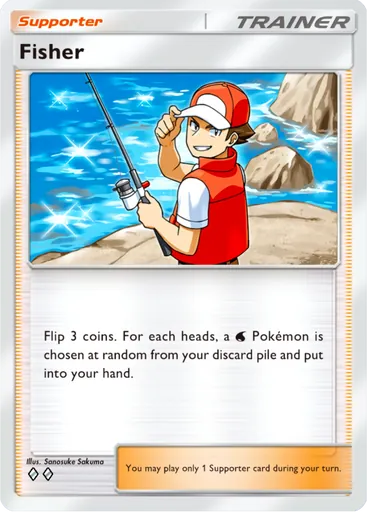 Supporter
TRAINER
Fisher
Flip 3 coins. For each heads, a 💧 Pokémon is
chosen at random from your discard pile and put
into your hand.
Illus. Sanosuke Sakuma
You may play only 1 Supporter card during your turn.